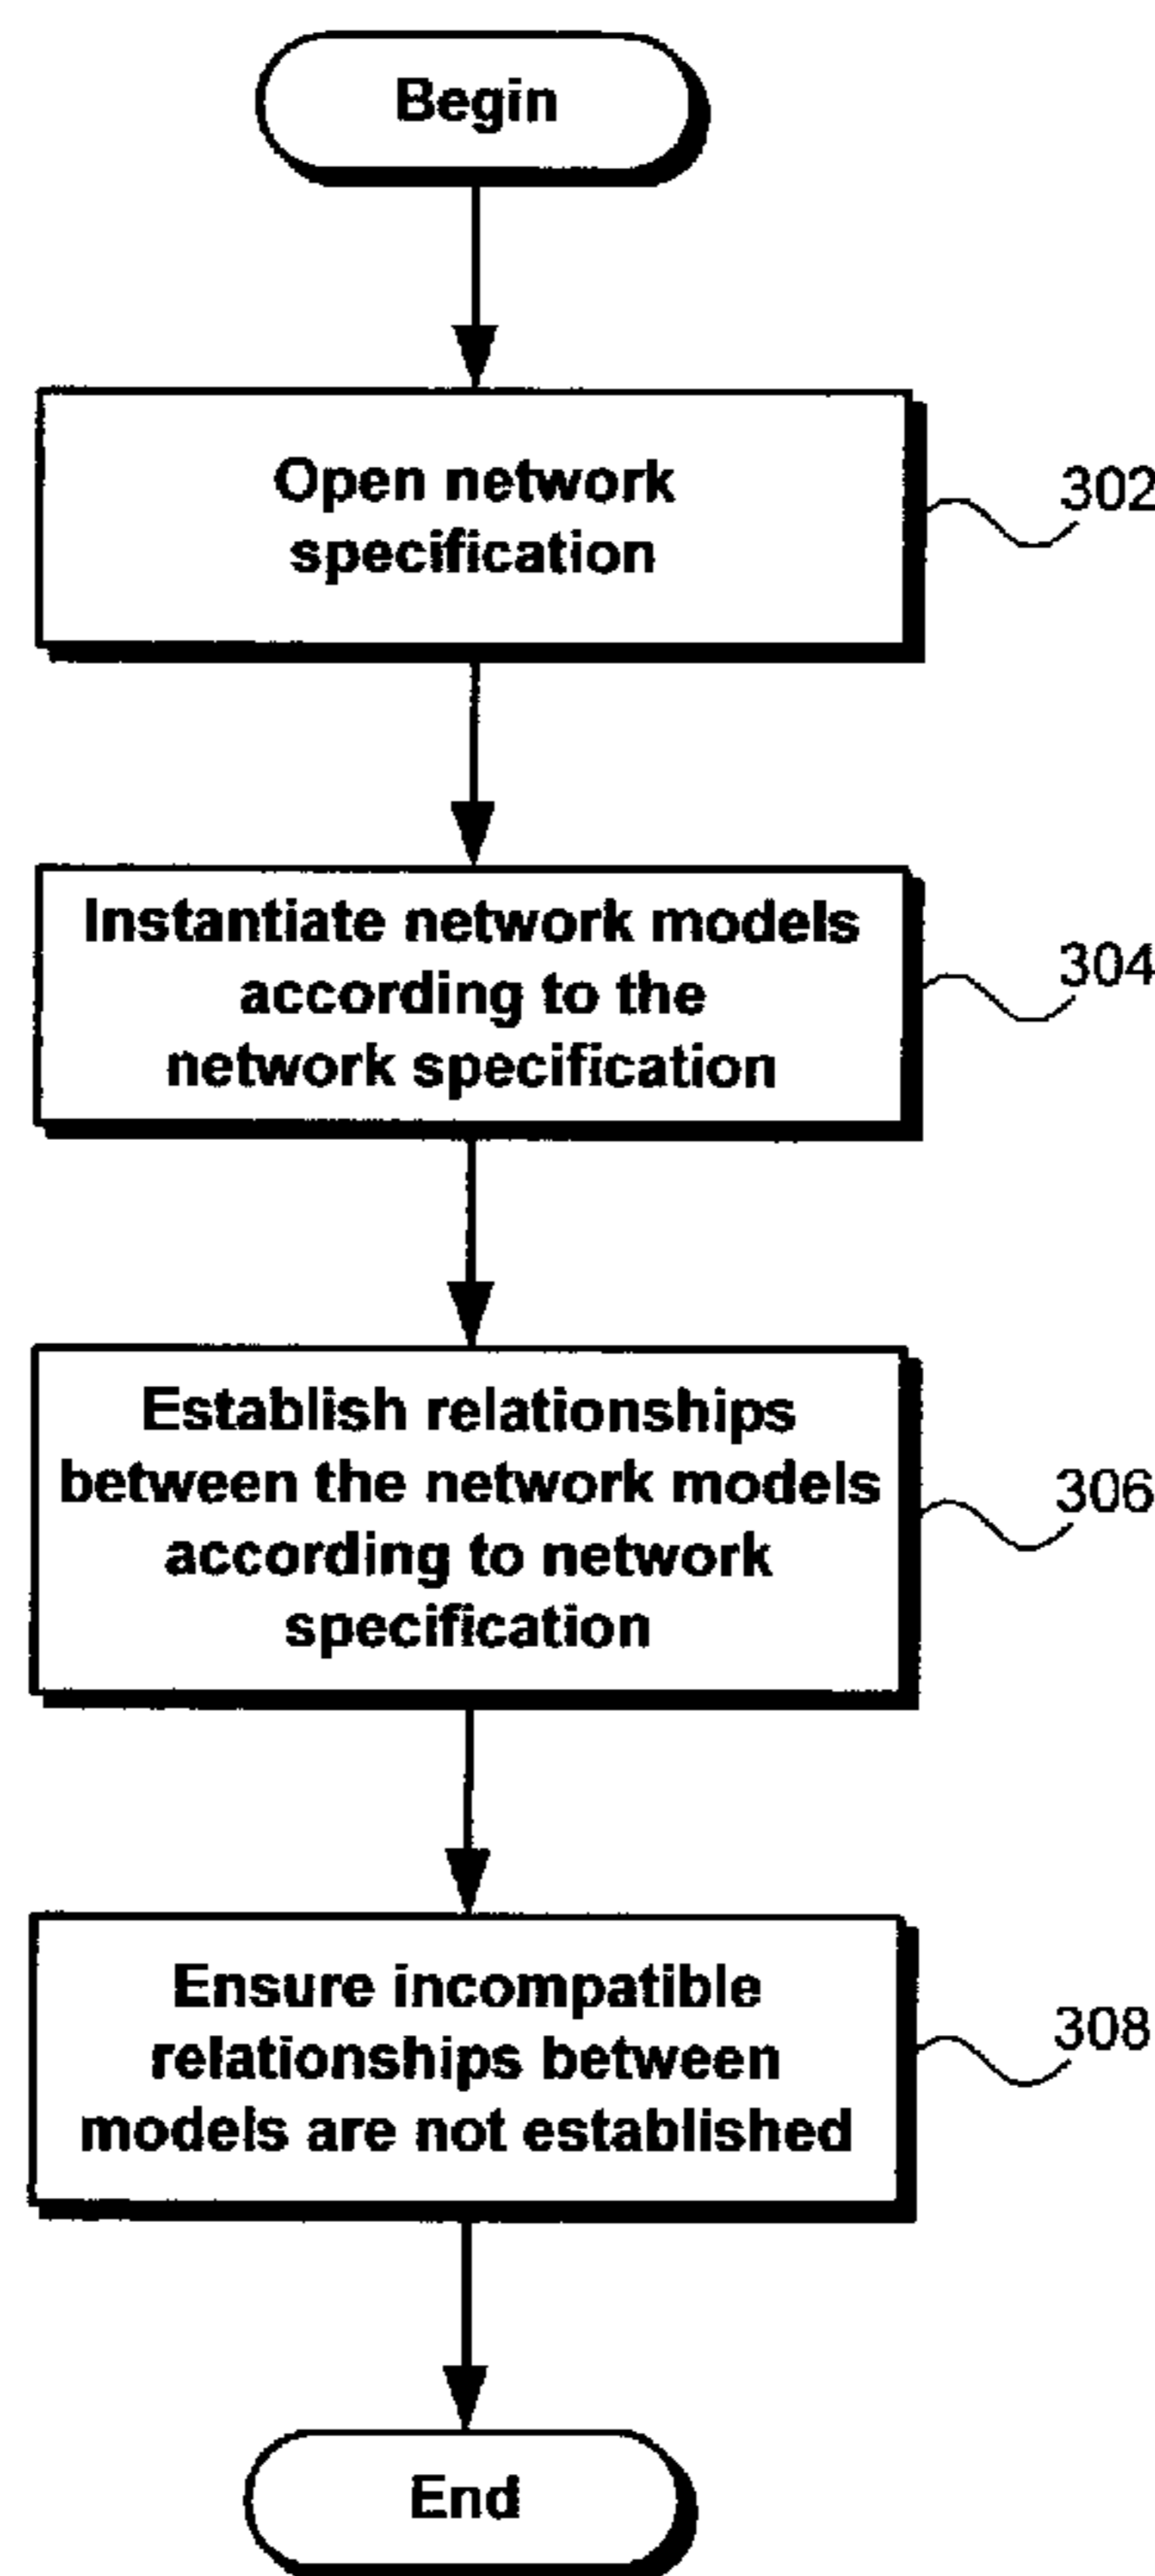 Begin
Open network
specification
302
Instantiate network models
according to the
network specification
304
Establish relationships
between the network models
according to network
specification
306
Ensure incompatible
relationships between
models are not established
308
End